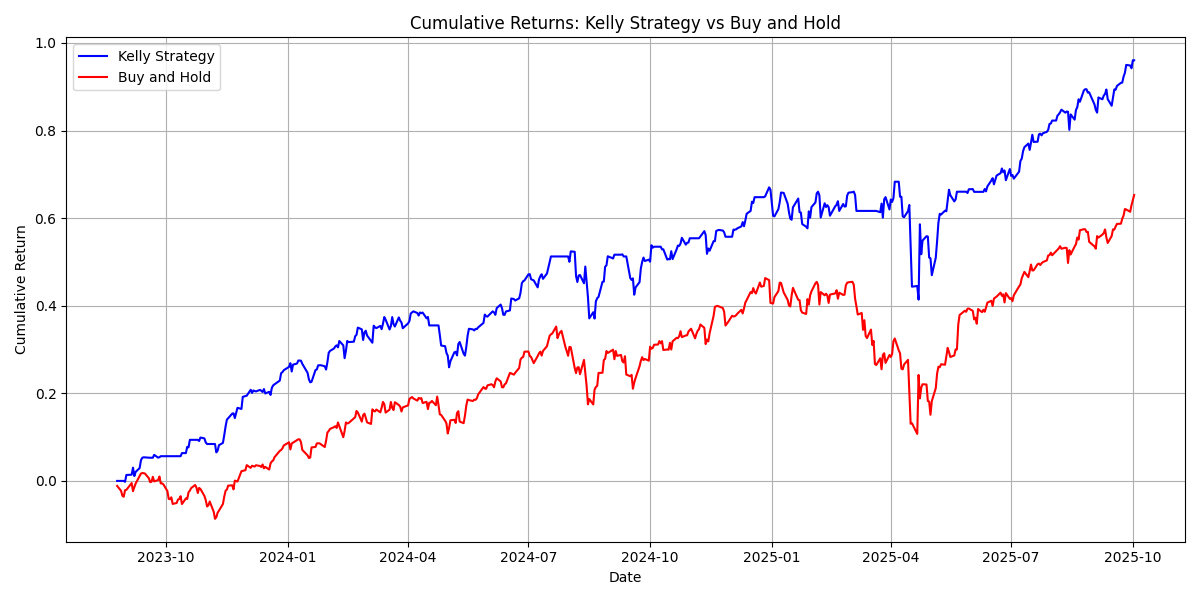 Cumulative Returns: Kelly Strategy vs Buy and Hold
Kelly Strategy
Buy and Hold
Cumulative Return
1.0
0.8
0.6
0.4
0.2
0.0
2023-10 2024-01 2024-04 2024-07 2024-10 2025-01 2025-04 2025-07 2025-10
Date